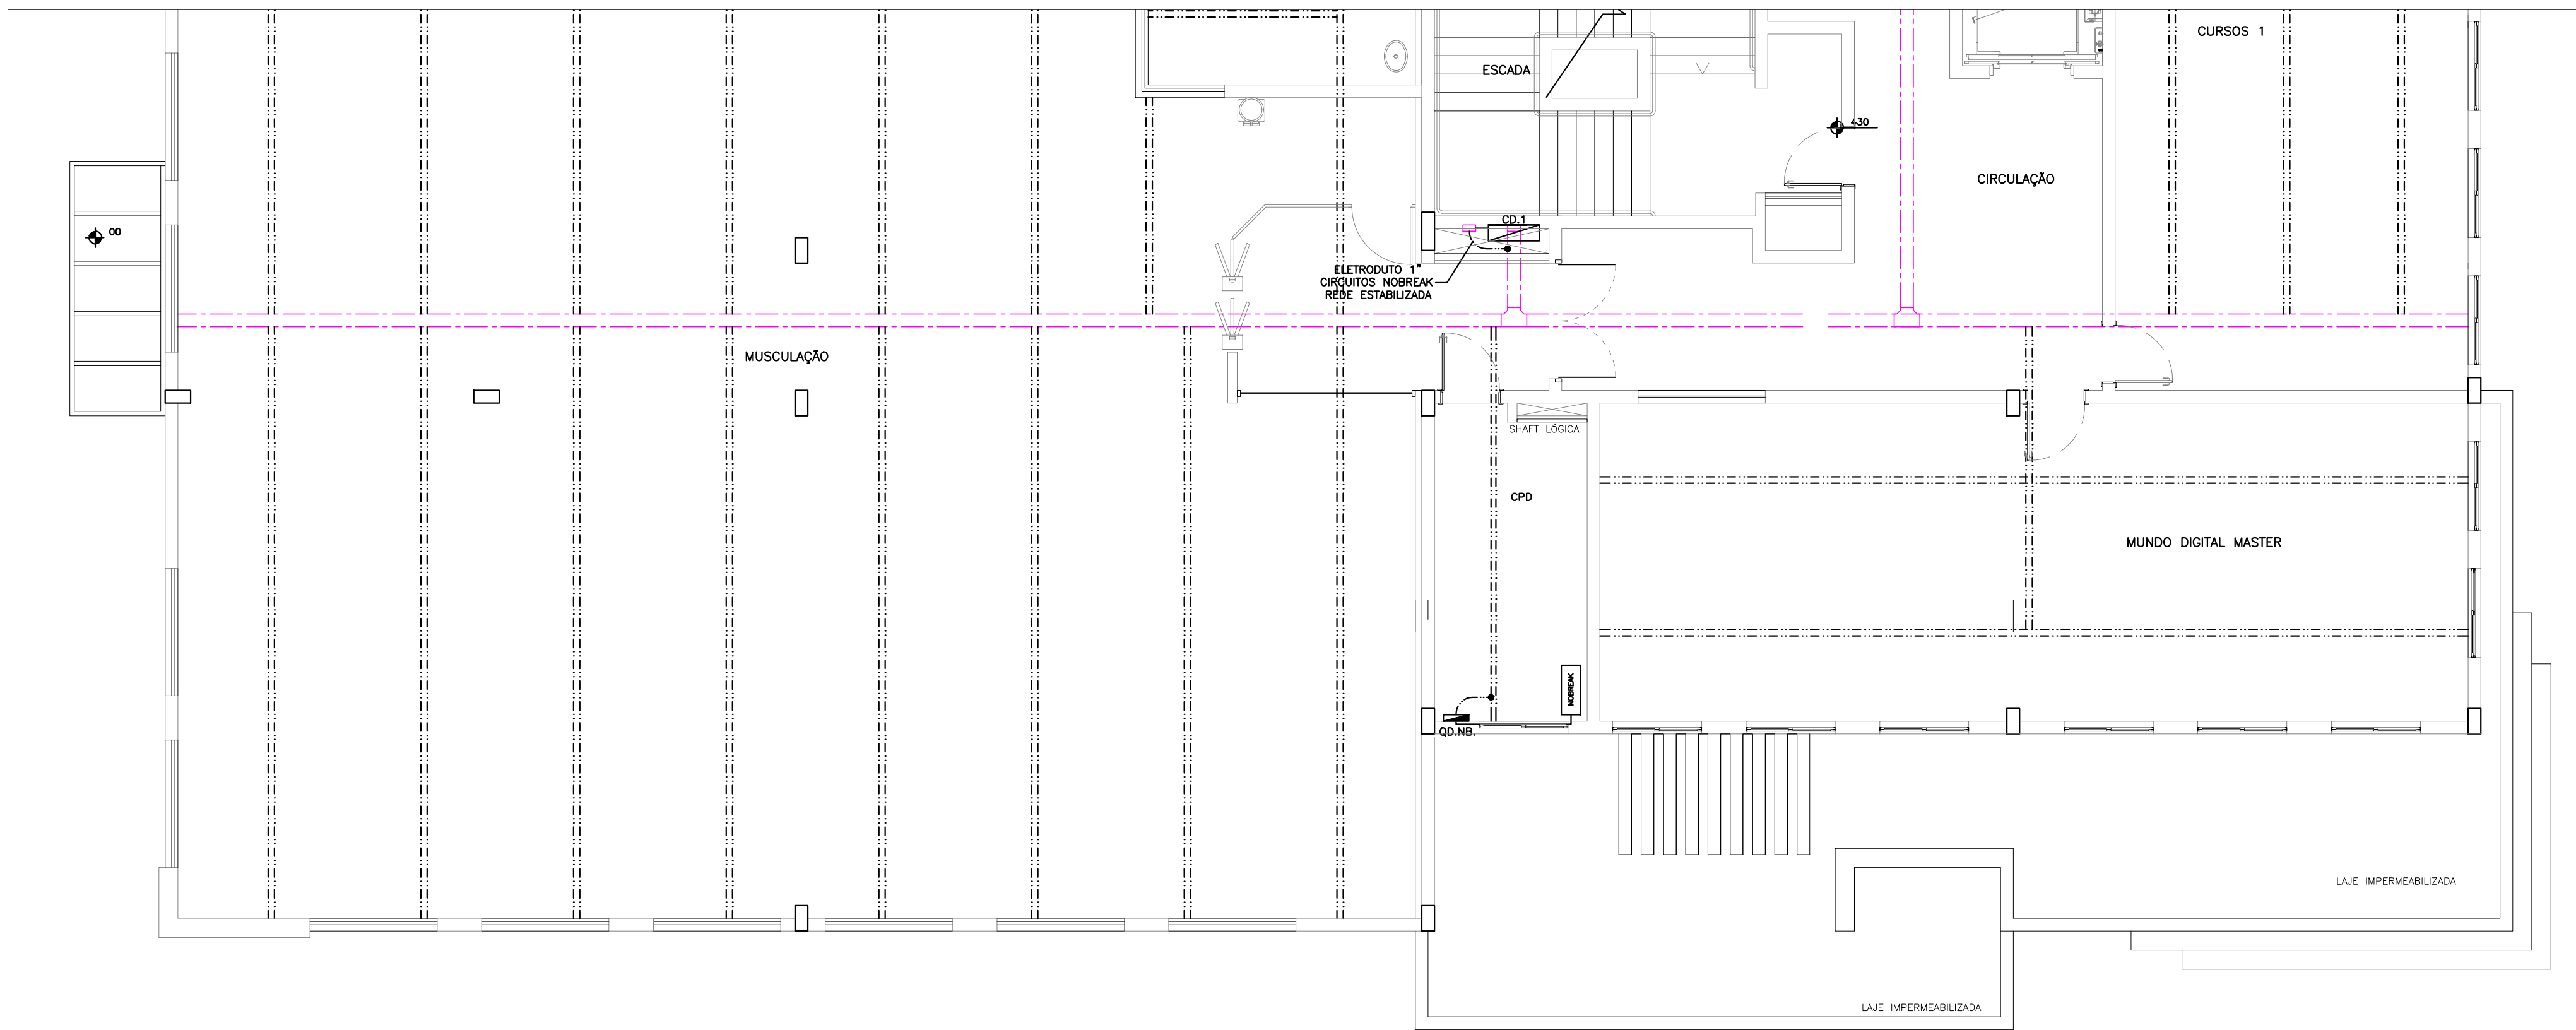 CURSOS 1
ESCADA
430
CIRCULAÇÃO
CD.1
00
ELETRODUTO 1"
CIRCUITOS NOBREAK
REDE ESTABILIZADA
MUSCULAÇÃO
SHAFT LÓGICA
CPD
MUNDO DIGITAL MASTER
NOBREAK
QD.NB.
LAJE IMPERMEABILIZADA
LAJE IMPERMEABILIZADA